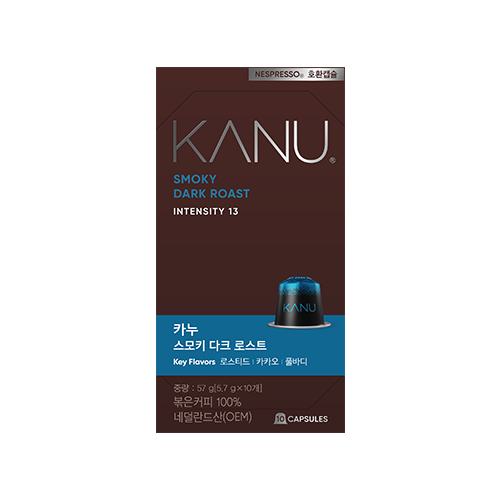 NESPRESSO® 호환캡슐
KANU®
SMOKY
DARK ROAST
INTENSITY 13
KANU
카누
스모키 다크 로스트
Key Flavors 로스티드 | 카카오 | 풀바디
중량 : 57 g[5.7 g×10개]
볶은커피 100%
네덜란드산(OEM)
10 CAPSULES